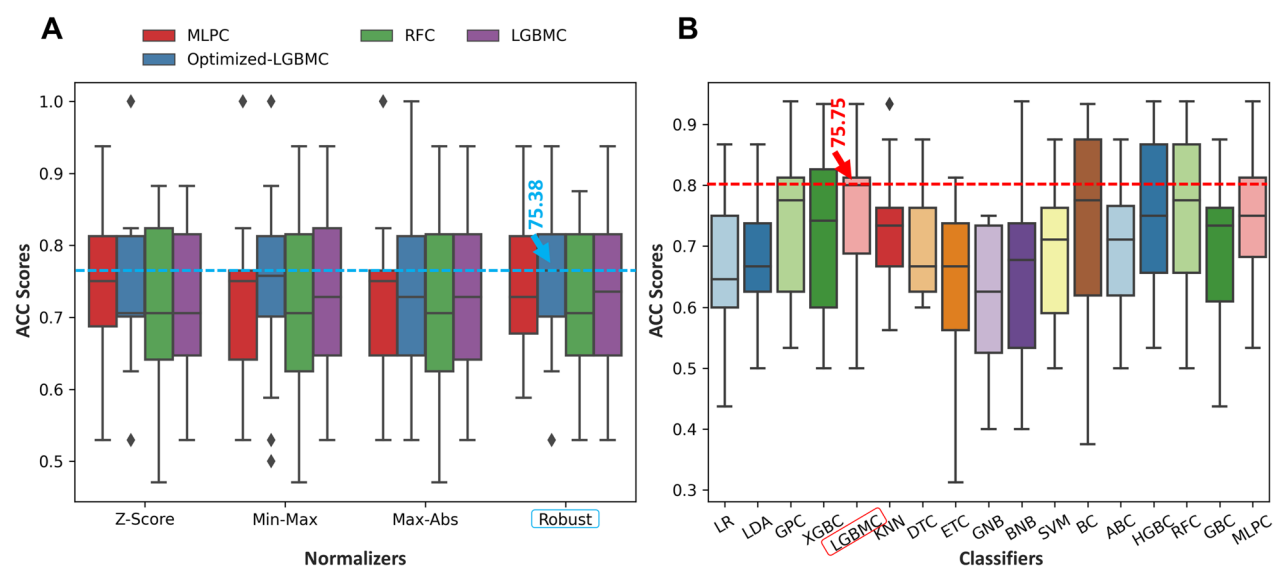 A
MLPC
RFC
LGBMC
Optimized-LGBMC
ACC Scores
1.0
0.9
0.8
0.7
0.6
0.5
75.38
Z-Score
Min-Max
Max-Abs
Robust
Normalizers
B
ACC Scores
0.9
0.8
0.7
0.6
0.5
0.4
0.3
75.75
LR
LDA
GPC
XGBC
LGBMC
KNN
DTC
ETC
GNB
BNB
SVM
BC
ABC
HGBC
RFC
GBC
MLPC
Classifiers